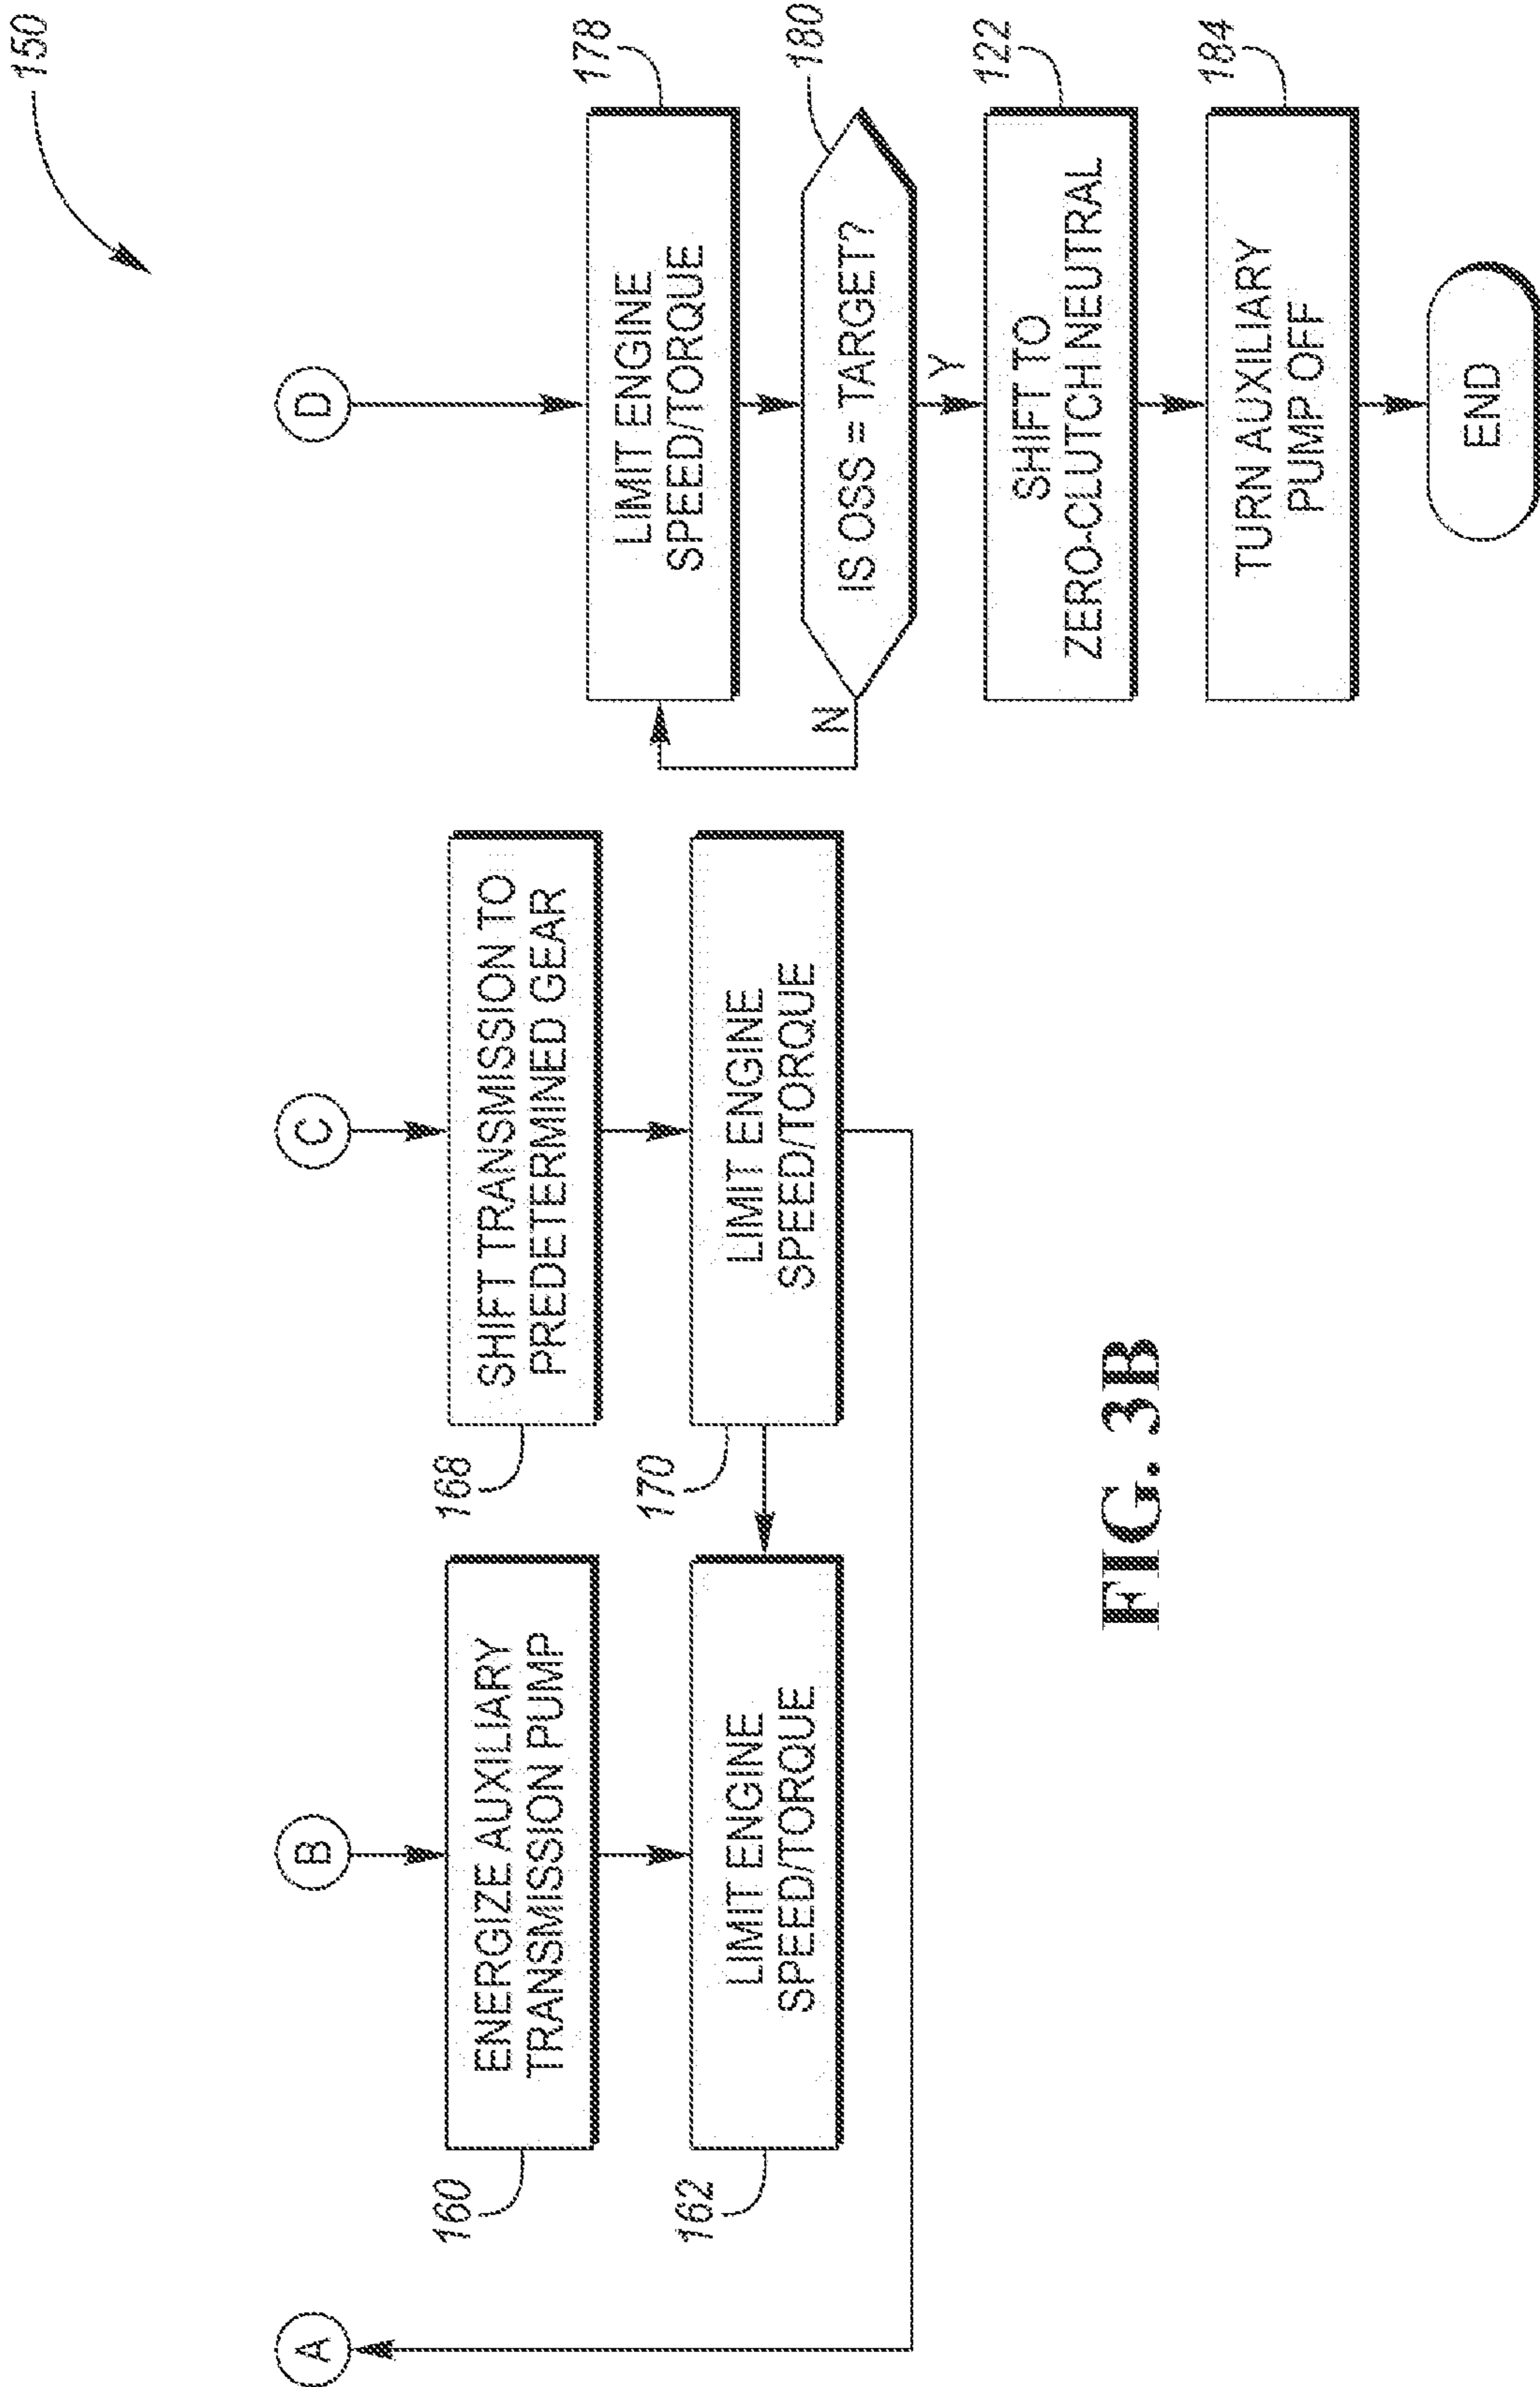 150
A
B
160
ENERGIZE AUXILIARY
TRANSMISSION PUMP
162
LIMIT ENGINE
SPEED/TORQUE
C
168
SHIFT TRANSMISSION TO
PREDETERMINED GEAR
170
LIMIT ENGINE
SPEED/TORQUE
D
178
LIMIT ENGINE
SPEED/TORQUE
180
IS OSS = TARGET?
N
Y
122
SHIFT TO
ZERO-CLUTCH NEUTRAL
184
TURN AUXILIARY
PUMP OFF
END
FIG. 3B